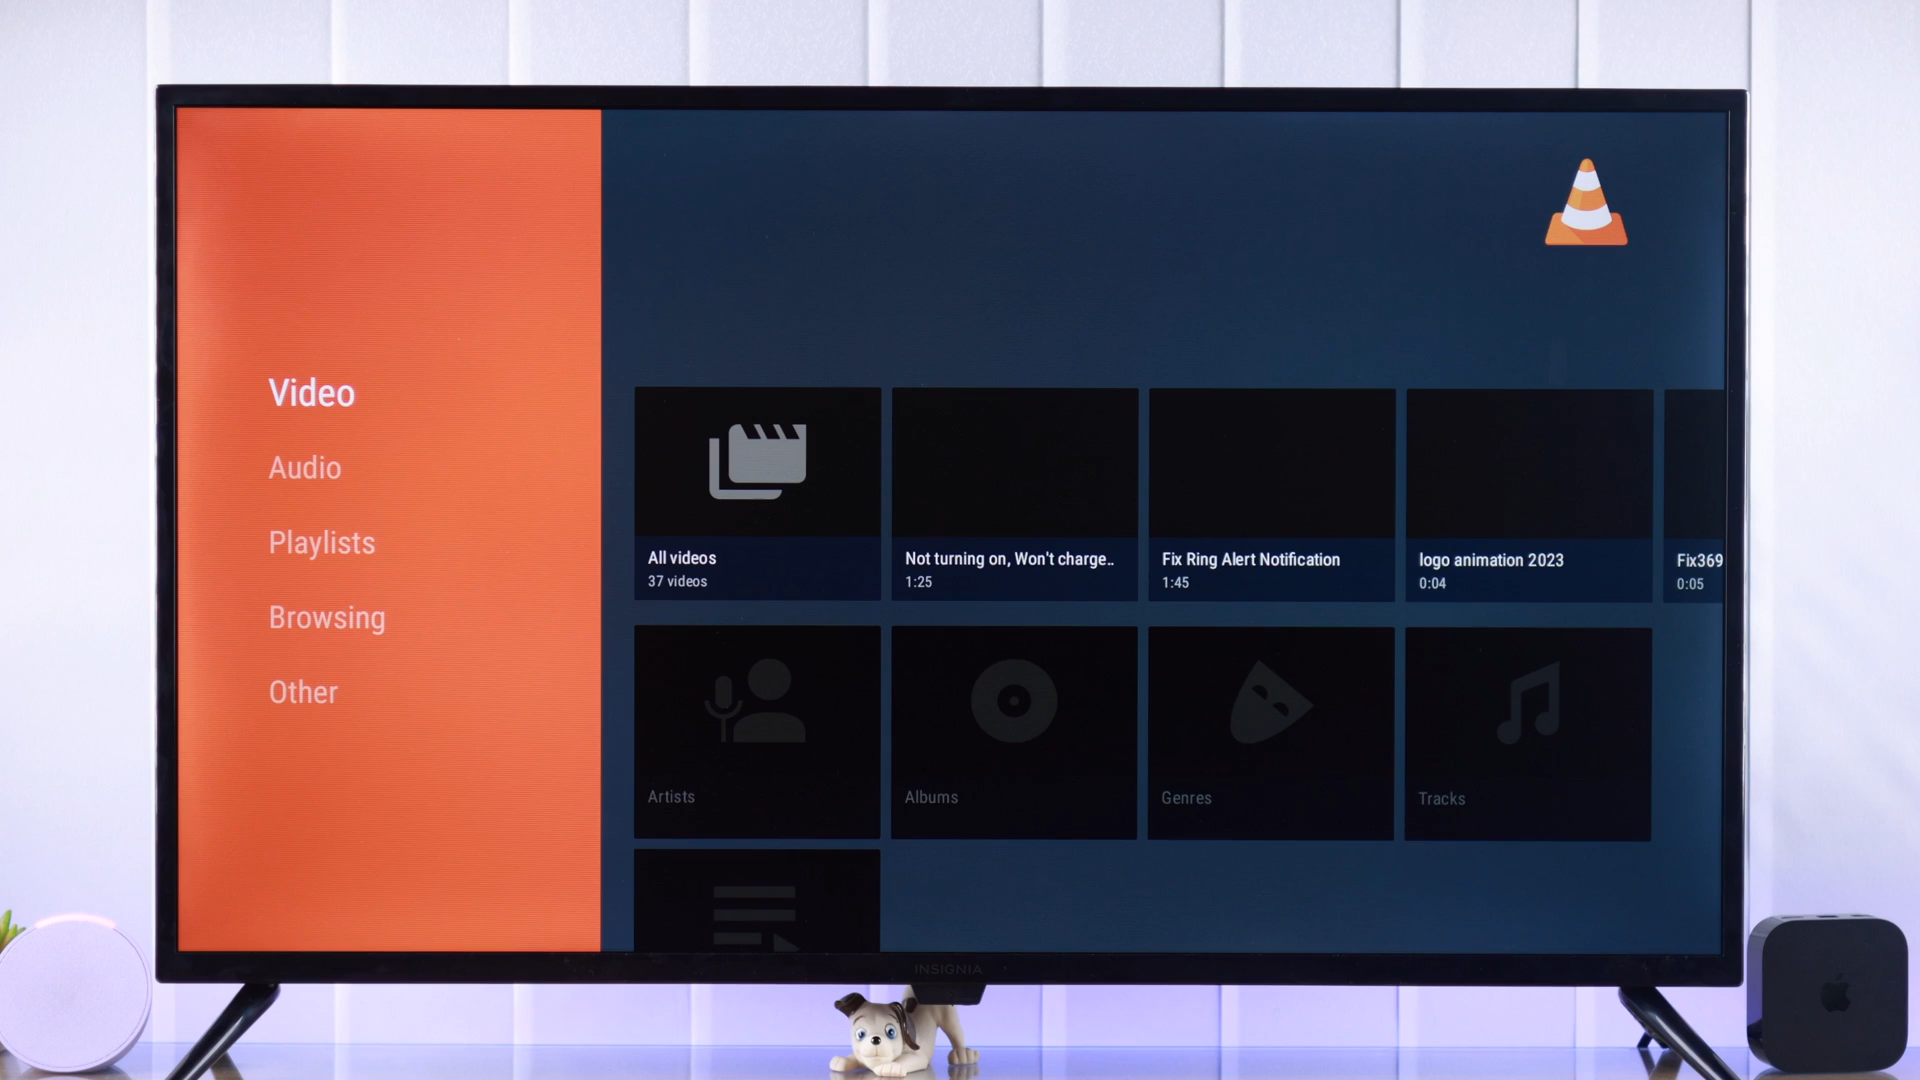 Video
Audio
Playlists
Browsing
Other
All videos
37 videos
Not turning on, Won't charge..
1:25
Fix Ring Alert Notification
1:45
logo animation 2023
0:04
Fix369
0:05
Artists
Albums
Genres
Tracks
INSIGNIA